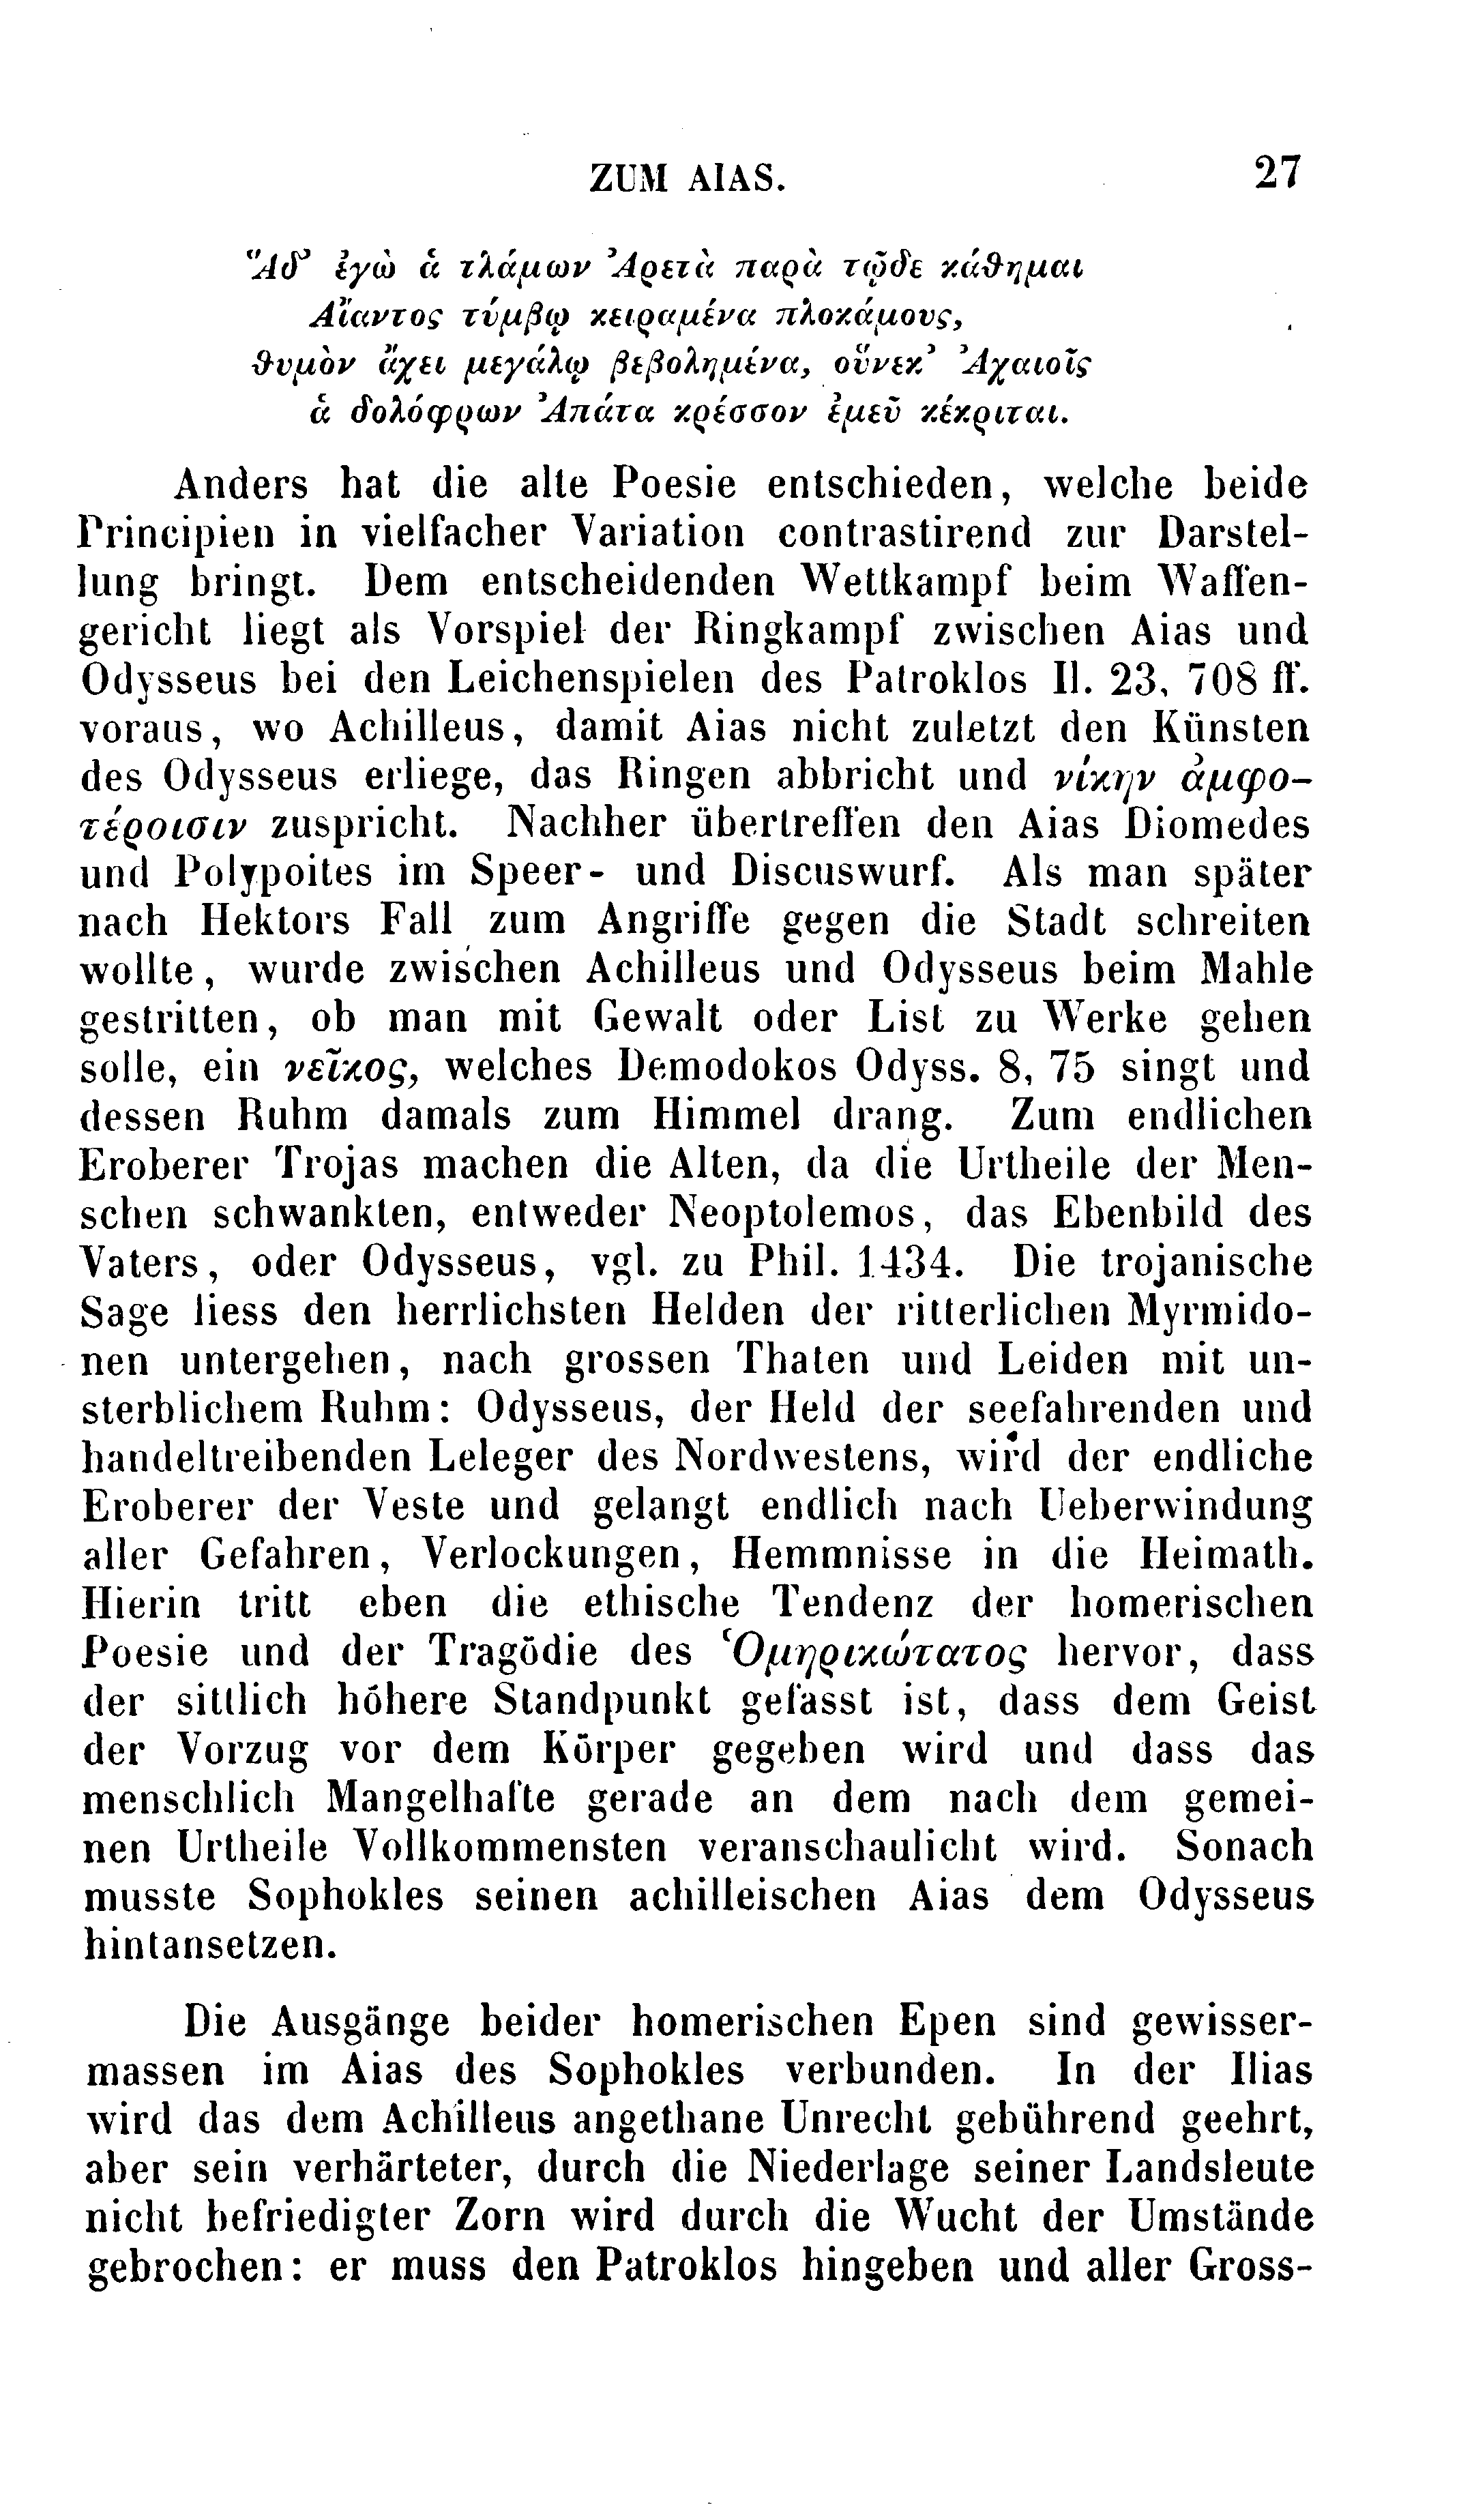 ZUM AIAS. 27
Ἅδ’ ἐγὼ ἁ τλάμων Ἀρετὰ παρὰ τῷδε κάθημαι
Αἴαντος τύμβῳ κειραμένα πλοκάμους,
θυμὸν ἄχει μεγάλῳ βεβολημένα, οὕνεκ’ Ἀχαιοῖς
ἁ δολόφρων Ἀπάτα κρέσσον ἐμεῦ κέκριται.
Anders hat die alte Poesie entschieden, welche beide
Principien in vielfacher Variation contrastirend zur Darstel-
lung bringt. Dem entscheidenden Wettkampf beim Waffen-
gericht liegt als Vorspiel der Ringkampf zwischen Aias und
Odysseus bei den Leichenspielen des Patroklos Il. 23, 708 ff.
voraus, wo Achilleus, damit Aias nicht zuletzt den Künsten
des Odysseus erliege, das Ringen abbricht und νίκην ἀμφο-
τέροισιν zuspricht. Nachher übertreffen den Aias Diomedes
und Polypoites im Speer- und Discuswurf. Als man später
nach Hektors Fall zum Angriffe gegen die Stadt schreiten
wollte, wurde zwischen Achilleus und Odysseus beim Mahle
gestritten, ob man mit Gewalt oder List zu Werke gehen
solle, ein νεῖκος, welches Demodokos Odyss. 8, 75 singt und
dessen Ruhm damals zum Himmel drang. Zum endlichen
Eroberer Trojas machen die Alten, da die Urtheile der Men-
schen schwankten, entweder Neoptolemos, das Ebenbild des
Vaters, oder Odysseus, vgl. zu Phil. 1434. Die trojanische
Sage liess den herrlichsten Helden der ritterlichen Myrmido-
nen untergehen, nach grossen Thaten und Leiden mit un-
sterblichem Ruhm: Odysseus, der Held der seefahrenden und
handeltreibenden Leleger des Nordwestens, wird der endliche
Eroberer der Veste und gelangt endlich nach Ueberwindung
aller Gefahren, Verlockungen, Hemmnisse in die Heimath.
Hierin tritt eben die ethische Tendenz der homerischen
Poesie und der Tragödie des Ὁμηρικώτατος hervor, dass
der sittlich höhere Standpunkt gefasst ist, dass dem Geist
der Vorzug vor dem Körper gegeben wird und dass das
menschlich Mangelhafte gerade an dem nach dem gemei-
nen Urtheile Vollkommensten veranschaulicht wird. Sonach
musste Sophokles seinen achilleischen Aias dem Odysseus
hintansetzen.
Die Ausgänge beider homerischen Epen sind gewisser-
massen im Aias des Sophokles verbunden. In der Ilias
wird das dem Achilleus angethane Unrecht gebührend geehrt,
aber sein verhärteter, durch die Niederlage seiner Landsleute
nicht befriedigter Zorn wird durch die Wucht der Umstände
gebrochen: er muss den Patroklos hingeben und aller Gross-